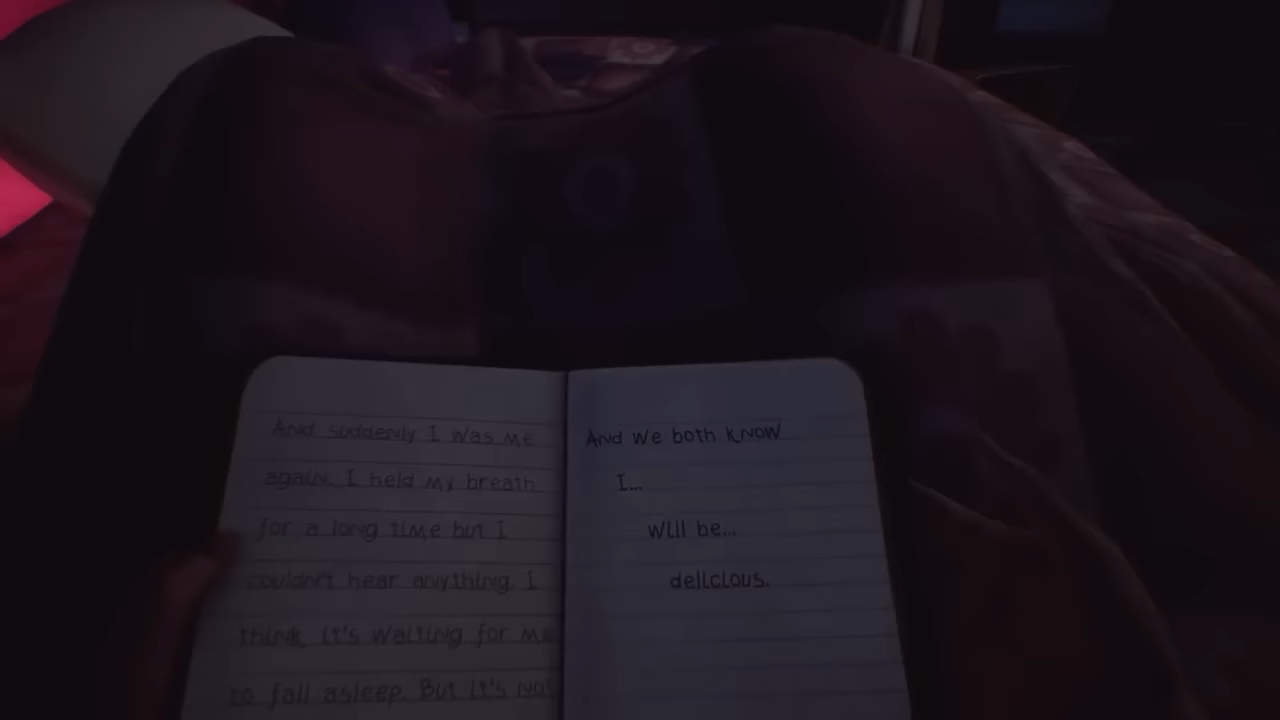 And suddenly I was me
again. I held my breath
for a long time but I
couldn't hear anything. I
think it's waiting for me
to fall asleep. But it's not
And we both know
I...
will be...
delicious.